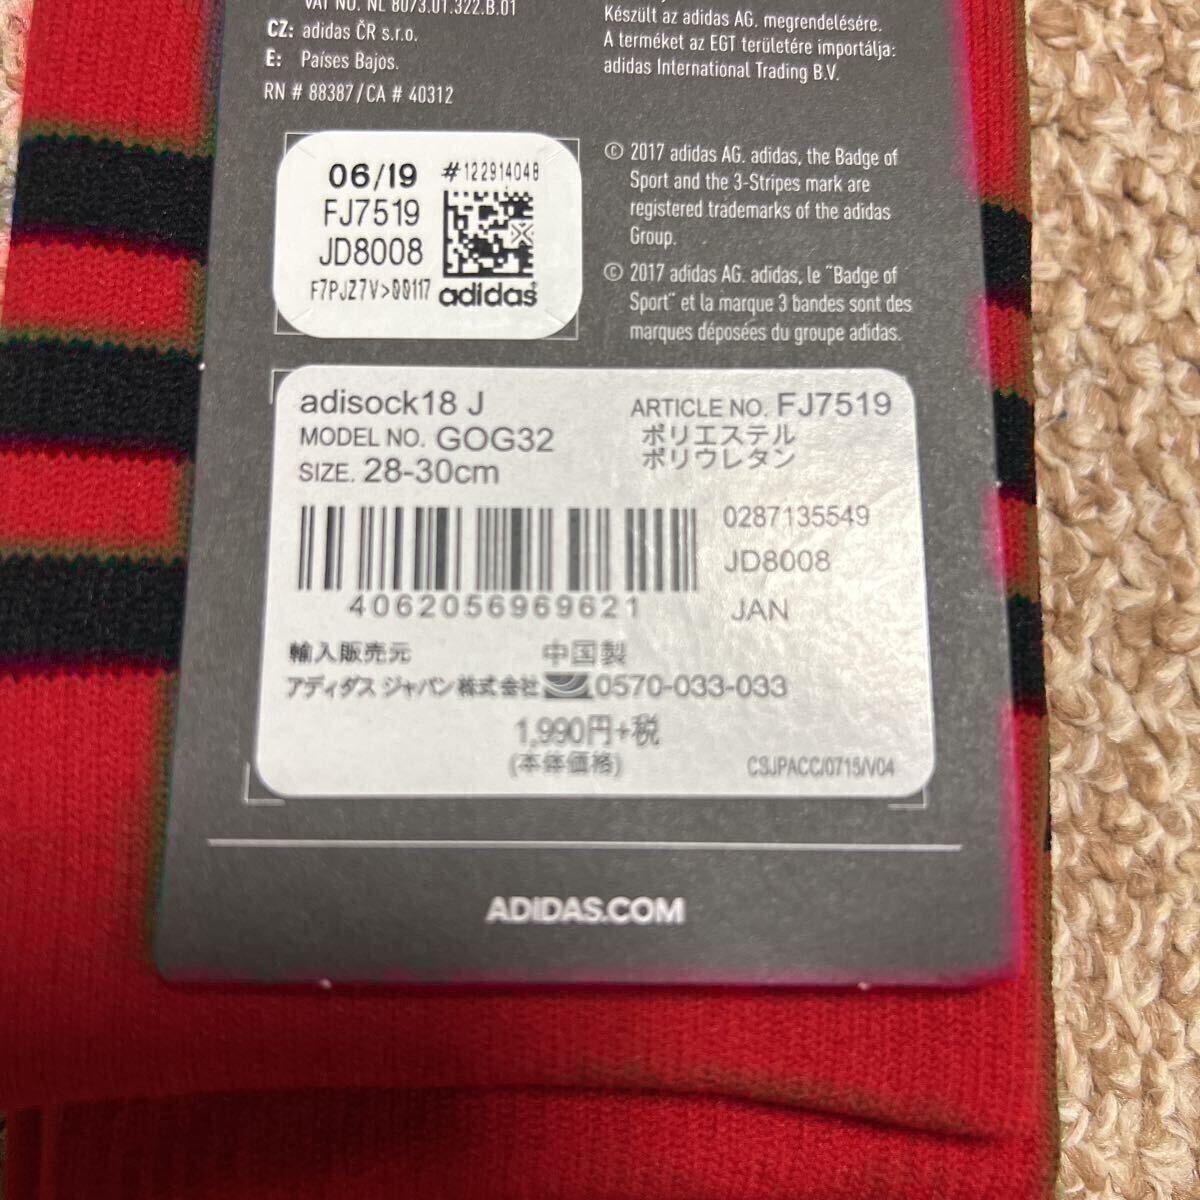 VAT NO. NL 8073.01.322.B.01
CZ: adidas ČR s.r.o.
E: Países Bajos.
RN # 88387/CA # 40312
Készült az adidas AG. megrendelésére.
A terméket az EGT területére importálja:
adidas International Trading B.V.
© 2017 adidas AG. adidas, the Badge of
Sport and the 3-Stripes mark are
registered trademarks of the adidas
Group.
© 2017 adidas AG. adidas, le "Badge of
Sport" et la marque 3 bandes sont des
marques déposées du groupe adidas.
06/19 #122914048
FJ7519
JD8008
F7PJZ7V>00117 adidas
adisock18 J
MODEL NO. GOG32
SIZE. 28-30cm
ARTICLE NO. FJ7519
ポリエステル
ポリウレタン
0287135549
JD8008
4062056969621
JAN
輸入販売元 中国製
アディダス ジャパン株式会社 0570-033-033
1,990円+税
(本体価格)
CSJPACC/0715/V04
ADIDAS.COM